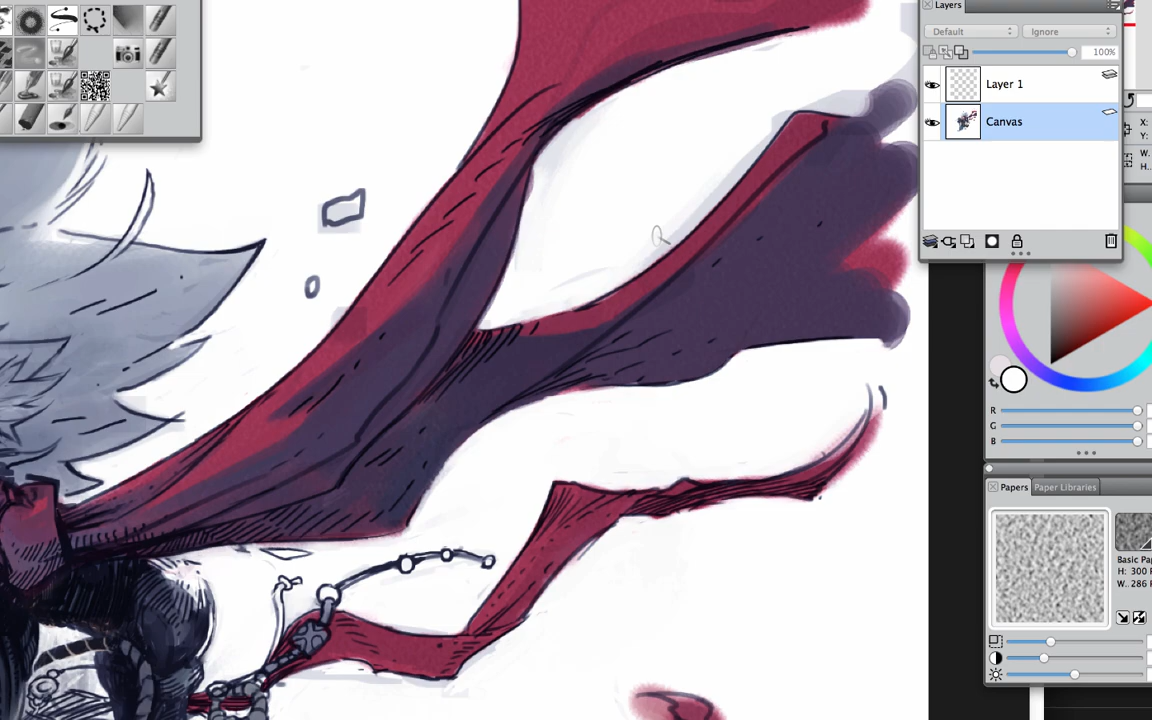 Layers
Default Ignore
100%
Layer 1
Canvas
X:
Y:
W.
H..
R
G
B
Papers Paper Libraries
Basic Pa
H: 300 P
W.. 286 P